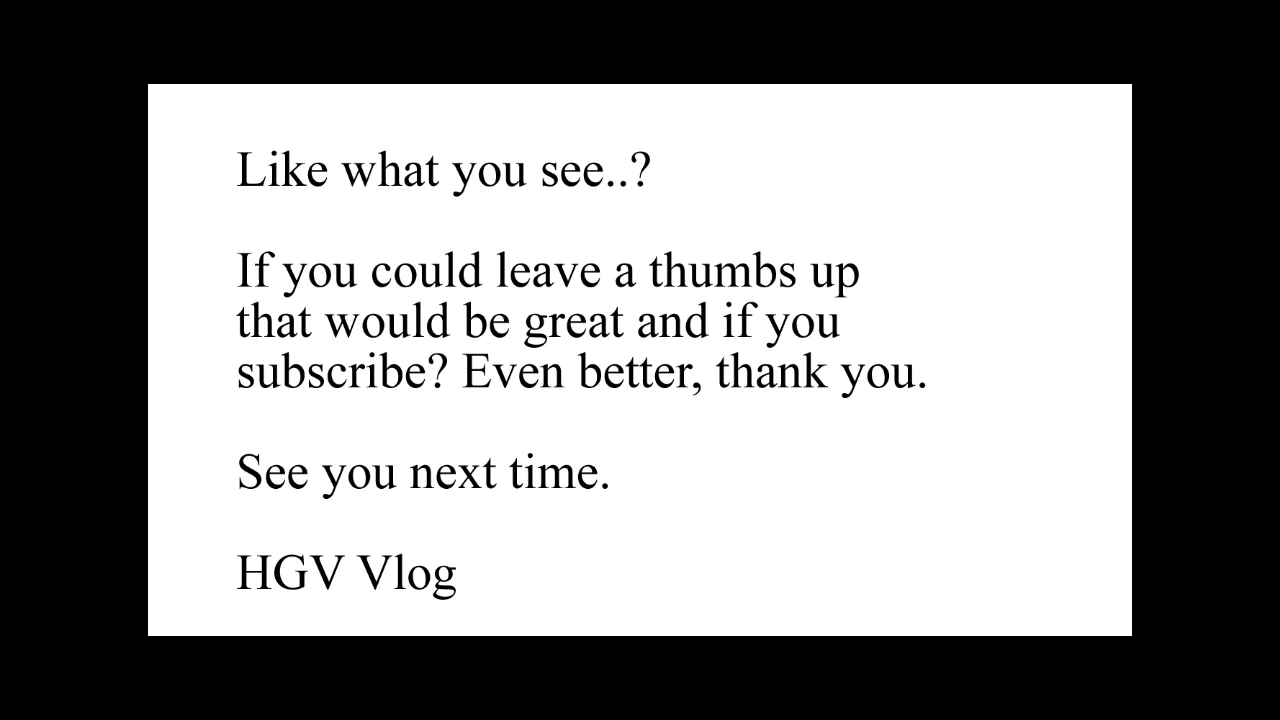 Like what you see..?
If you could leave a thumbs up
that would be great and if you
subscribe? Even better, thank you.
See you next time.
HGV Vlog